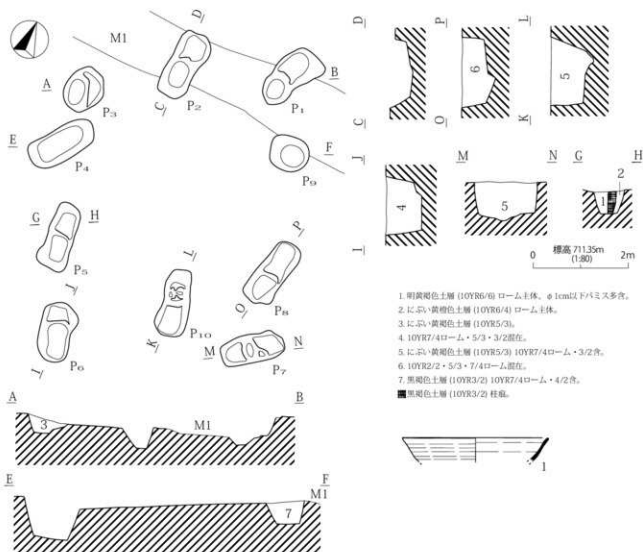 D
M1
A
B
C
P3
P2
P1
E
F
P4
P9
G
H
P5
J
L
P
I
P6
K
P10
O
P8
M
N
P7
A
B
3
M1
E
F
M1
7
D
P
L
6
5
C
O
K
J
M
N
G
H
2
4
5
1
I
標高 711.35m
(1:80)
0
2m
1. 明黄褐色土層 (10YR6/6) ローム主体、φ1cm以下パミス多含。
2. にぶい黄橙色土層 (10YR6/4) ローム主体。
3. にぶい黄褐色土層 (10YR5/3)。
4. 10YR7/4ローム・5/3・3/2混在。
5. にぶい黄褐色土層 (10YR5/3) 10YR7/4ローム・3/2含。
6. 10YR2/2・5/3・7/4ローム混在。
7. 黒褐色土層 (10YR3/2) 10YR7/4ローム・4/2含。
黒褐色土層 (10YR3/2) 柱痕。
1